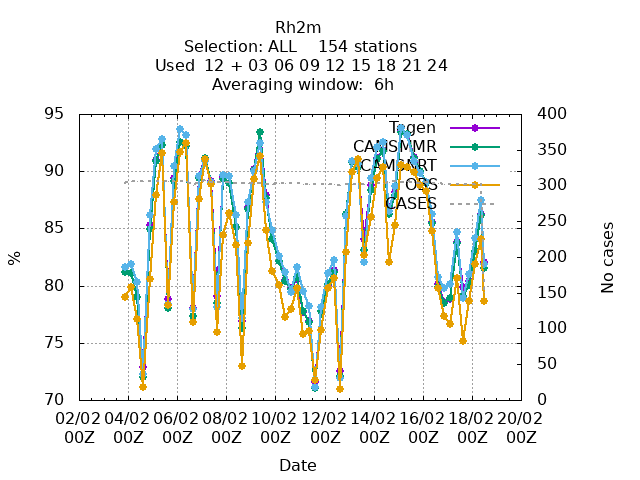 Rh2m
Selection: ALL    154 stations
Used  12 + 03 06 09 12 15 18 21 24
Averaging window:  6h
95
90
85
80
75
70
400
350
300
250
200
150
100
50
0
Tegen
CAMSMMR
CAMSNRT
OBS
CASES
%
No cases
02/02 04/02 06/02 08/02 10/02 12/02 14/02 16/02 18/02 20/02
00Z 00Z 00Z 00Z 00Z 00Z 00Z 00Z 00Z 00Z
Date